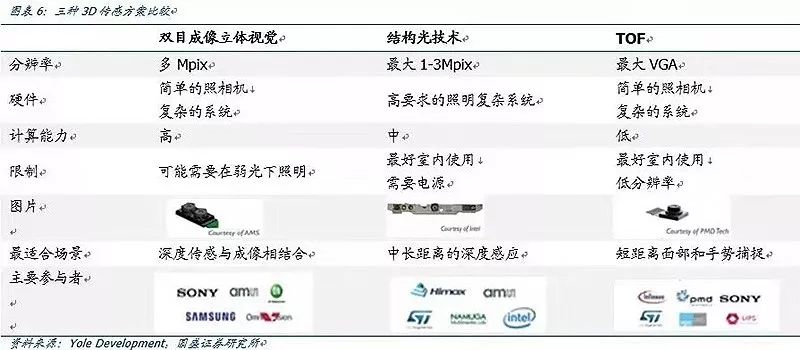 图表 6：三种 3D 传感方案比较
双目成像立体视觉 结构光技术 TOF
分辨率 多 Mpix 最大 1-3Mpix 最大 VGA
硬件 简单的照相机 高要求的照明复杂系统 简单的照相机
复杂的系统 复杂的系统
计算能力 高 中 低
限制 可能需要在弱光下照明 最好室内使用 最好室内使用
需要电源 低分辨率
图片
Courtesy of AMS Courtesy of Intel Courtesy of PMD Tech
最适合场景 深度传感与成像相结合 中长距离的深度感应 短距离面部和手势捕捉
主要参与者
SONY amu Himax amu infineon pmd SONY
SAMSUNG OmniVision ST NAMUGA intel ST LIPS
资料来源：Yole Development，国盛证券研究所